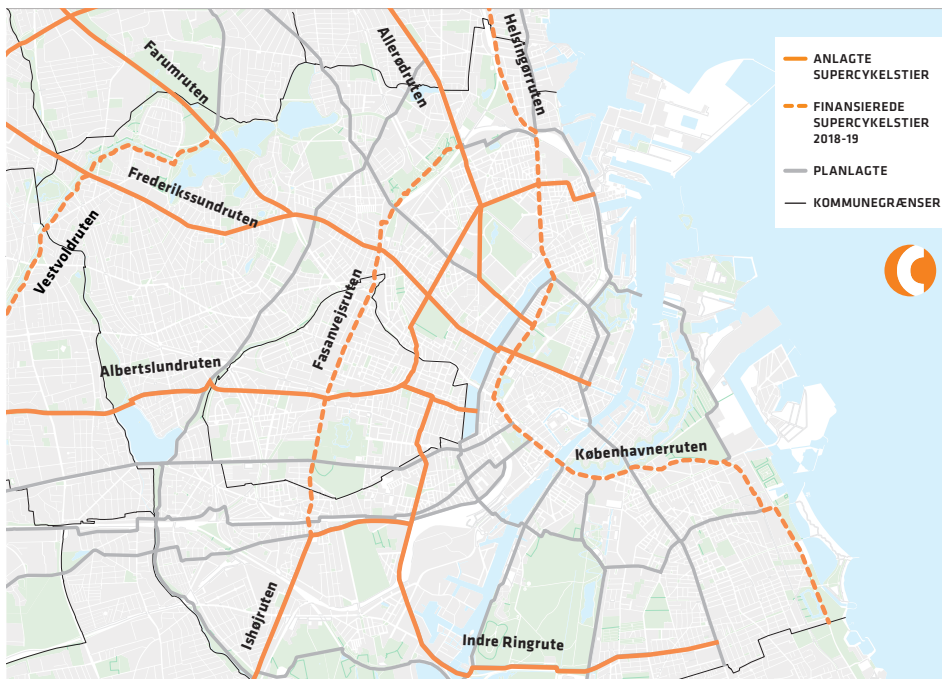 Helsingørruten
Allerødruten
Farumruten
ANLAGTE
SUPERCYKELSTIER
FINANSIEREDE
SUPERCYKELSTIER
2018-19
PLANLAGTE
KOMMUNEGRÆNSER
Frederikssundruten
Vestvoldruten
Fasanvejsruten
Albertslundruten
Københavnerruten
Ishøjruten
Indre Ringrute